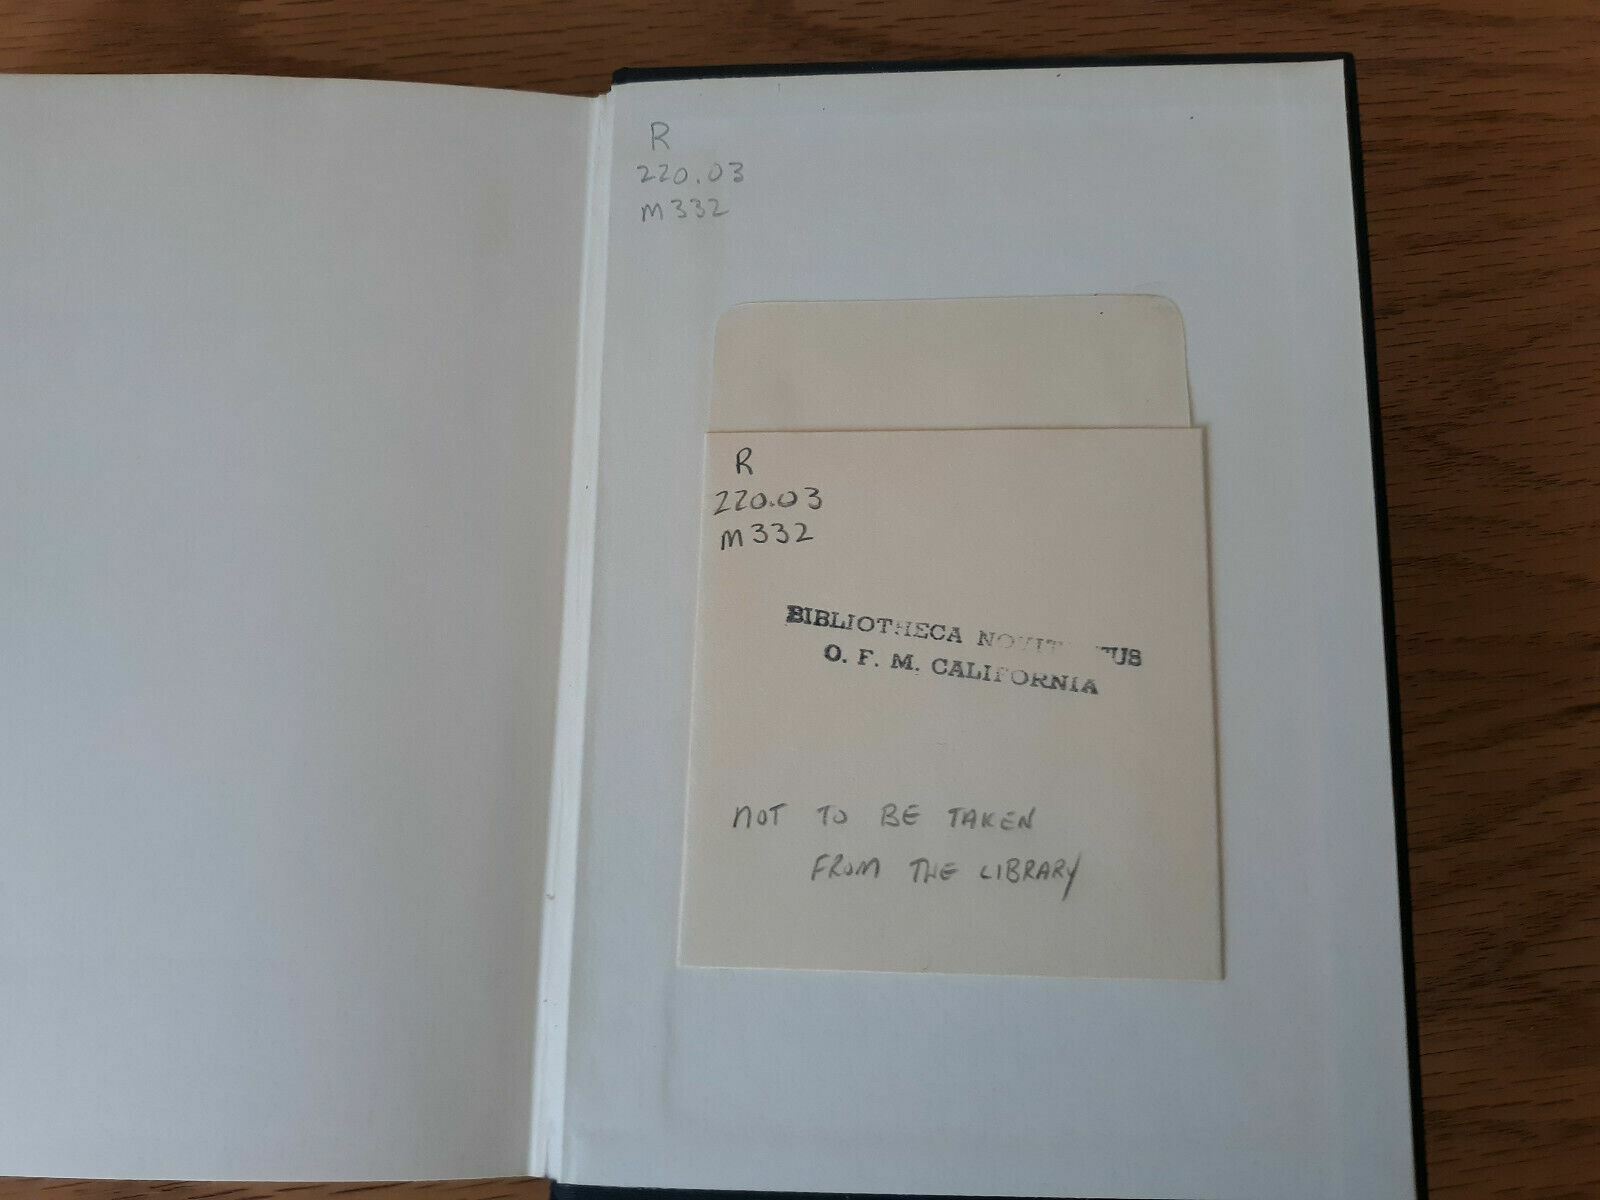 R
220.03
M332
R
220.03
M332
BIBLIOTHECA
O. F. M. CALIFORNIA
NOT TO BE TAKEN
FROM THE LIBRARY